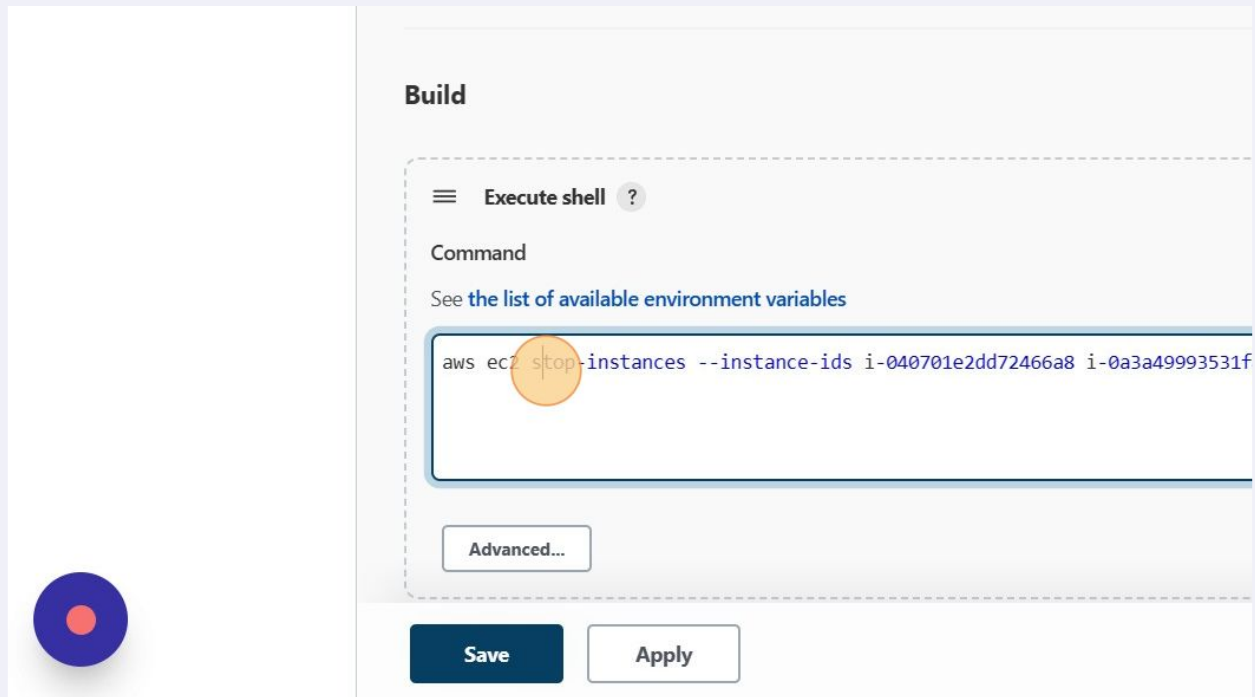 Build
Execute shell ?
Command
See the list of available environment variables
aws ec2 stop-instances --instance-ids i-040701e2dd72466a8 i-0a3a49993531f
Advanced...
Save Apply